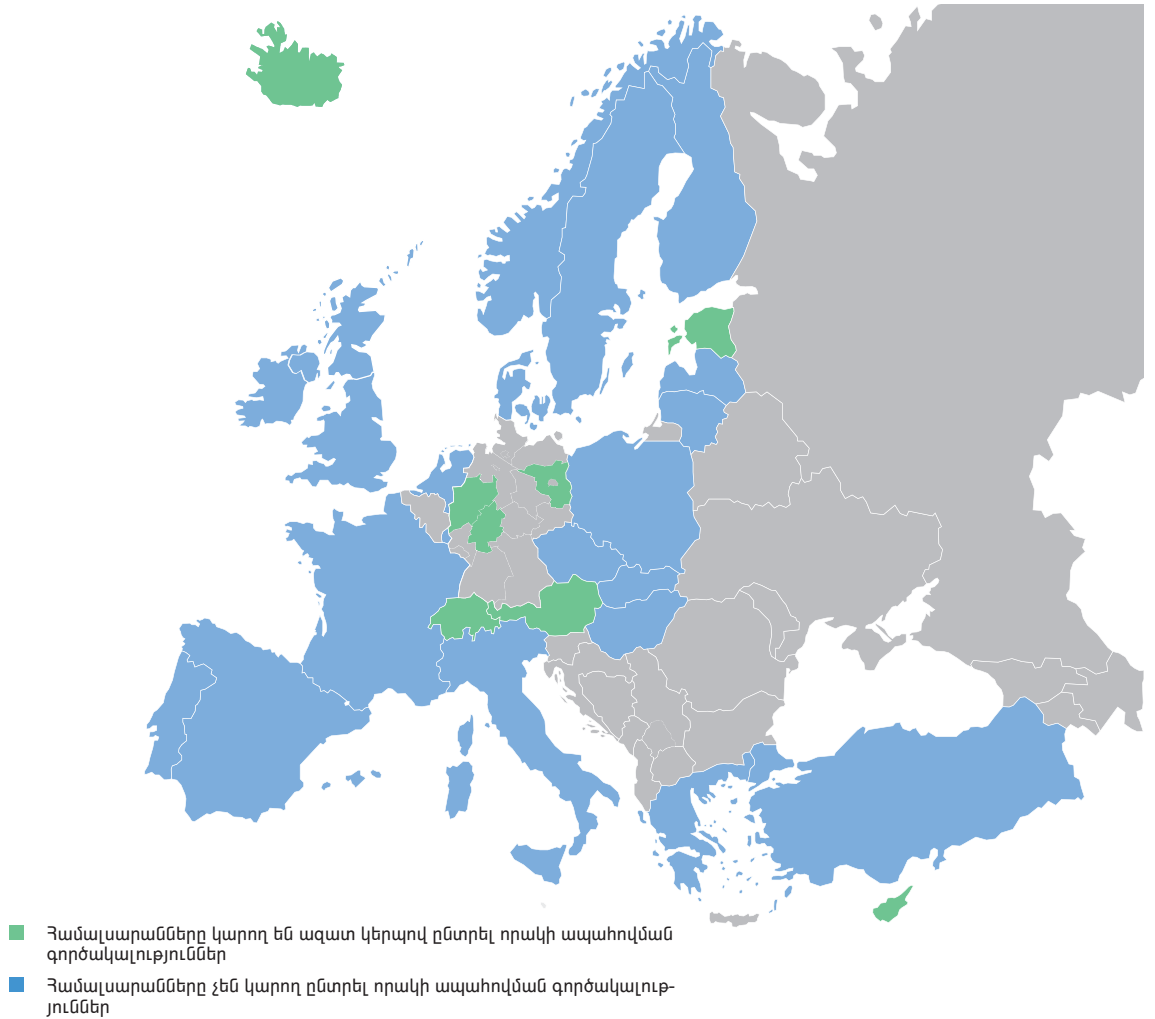 Համալսարանները կարող են ազատ կերպով ընտրել որակի ապահովման
գործակալություններ
Համալսարանները չեն կարող ընտրել որակի ապահովման գործակալութ-
յուններ